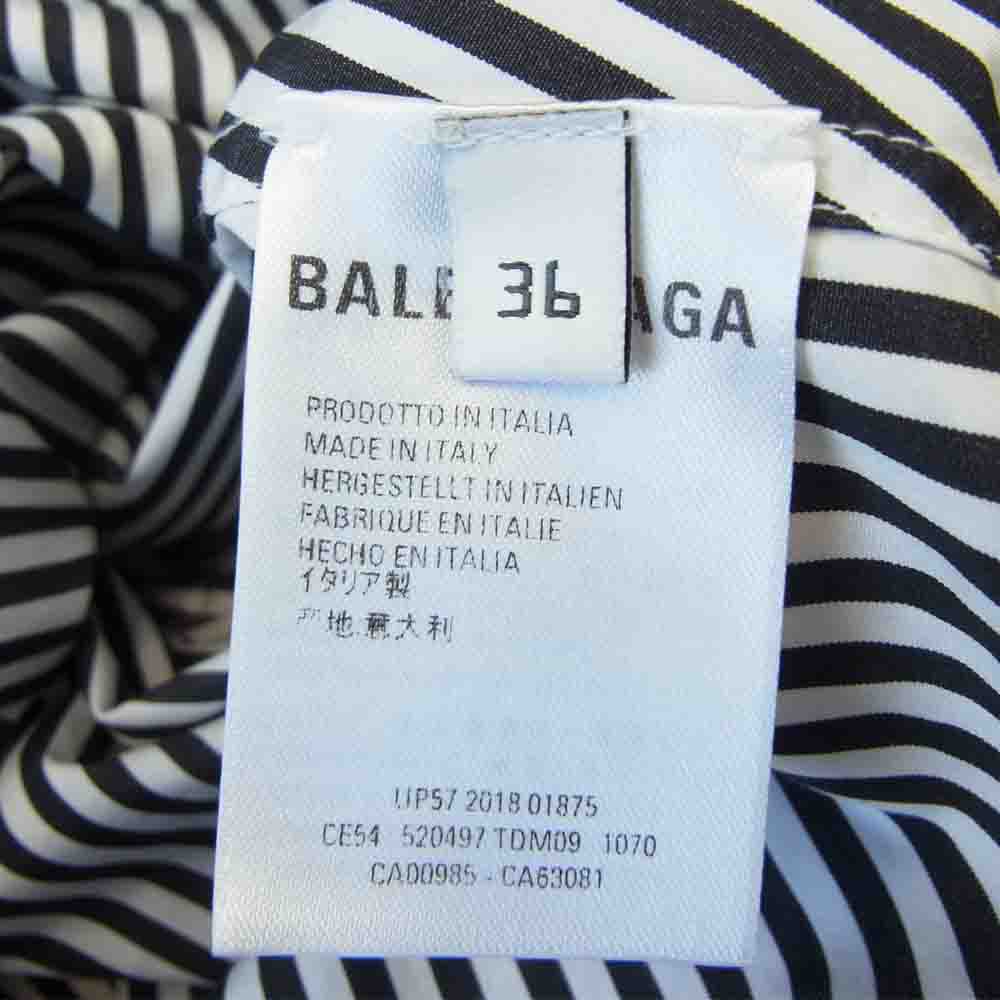 BALE AGA
36
PRODOTTO IN ITALIA
MADE IN ITALY
HERGESTELLT IN ITALIEN
FABRIQUE EN ITALIE
HECHO EN ITALIA
イタリア製
产地:意大利
UP57 2018 01875
CE54 520497 TDM09 1070
CA00985 - CA63081